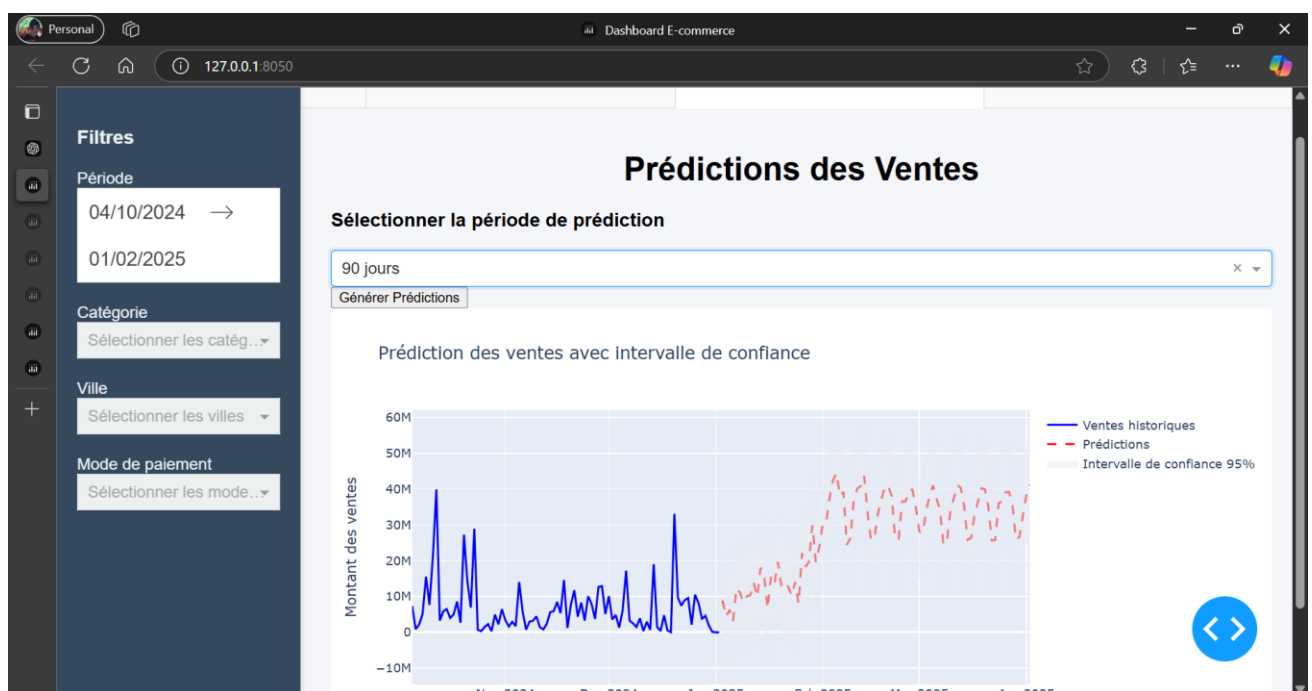 Personal
Dashboard E-commerce
127.0.0.1:8050
Filtres
Période
04/10/2024 →
01/02/2025
Catégorie
Sélectionner les catég...
Ville
Sélectionner les villes
Mode de paiement
Sélectionner les mode...
Prédictions des Ventes
Sélectionner la période de prédiction
90 jours
Générer Prédictions
Prédiction des ventes avec intervalle de confiance
Montant des ventes
60M
50M
40M
30M
20M
10M
0
−10M
Ventes historiques
Prédictions
Intervalle de confiance 95%